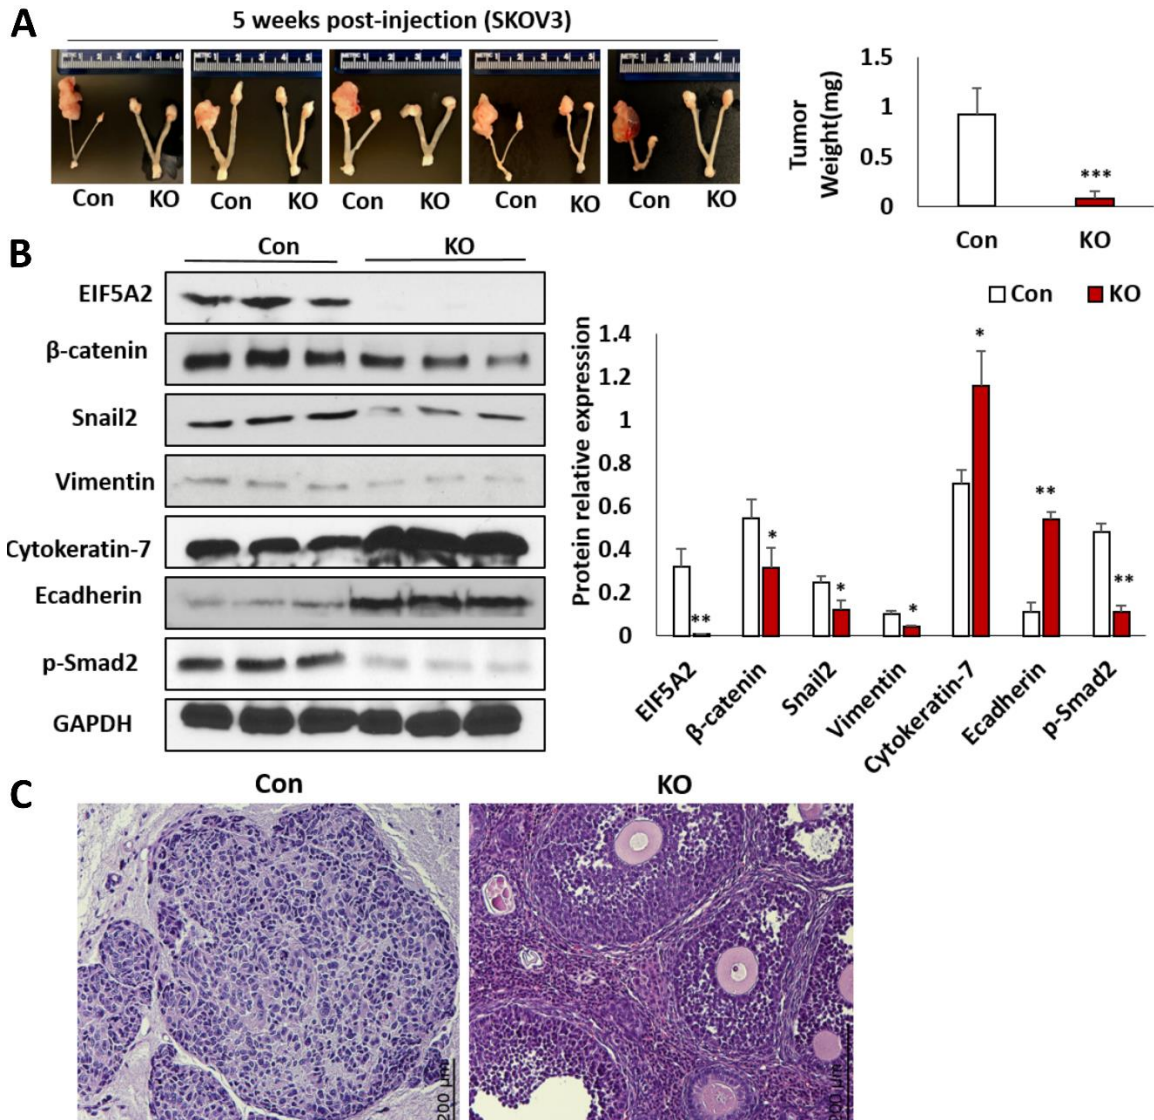 A
5 weeks post-injection (SKOV3)
Con KO Con KO Con KO Con KO Con KO
Tumor
Weight(mg)
1.5
1
0.5
0
***
Con KO
B
Con KO
EIF5A2
β-catenin
Snail2
Vimentin
Cytokeratin-7
Ecadherin
p-Smad2
GAPDH
Con KO
Protein relative expression
1.4
1.2
1
0.8
0.6
0.4
0.2
0
** * * * * ** **
EIF5A2
β-catenin
Snail2
Vimentin
Cytokeratin-7
Ecadherin
p-Smad2
C
Con KO
200 µm